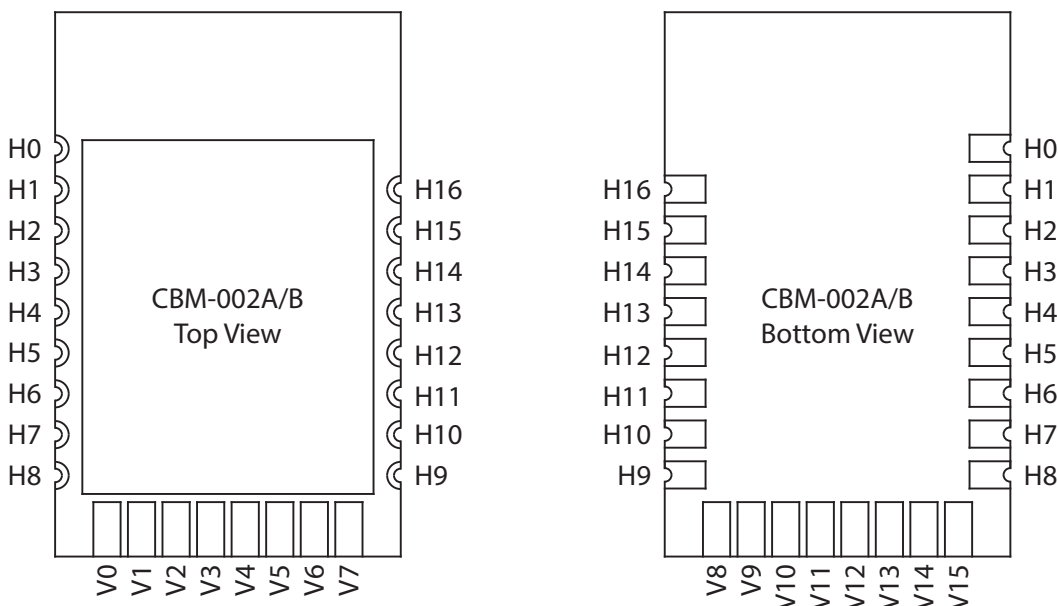 H0
H1
H2
H3
H4
H5
H6
H7
H8
CBM-002A/B
Top View
H16
H15
H14
H13
H12
H11
H10
H9
V0
V1
V2
V3
V4
V5
V6
V7
H16
H15
H14
H13
H12
H11
H10
H9
CBM-002A/B
Bottom View
H0
H1
H2
H3
H4
H5
H6
H7
H8
V8
V9
V10
V11
V12
V13
V14
V15